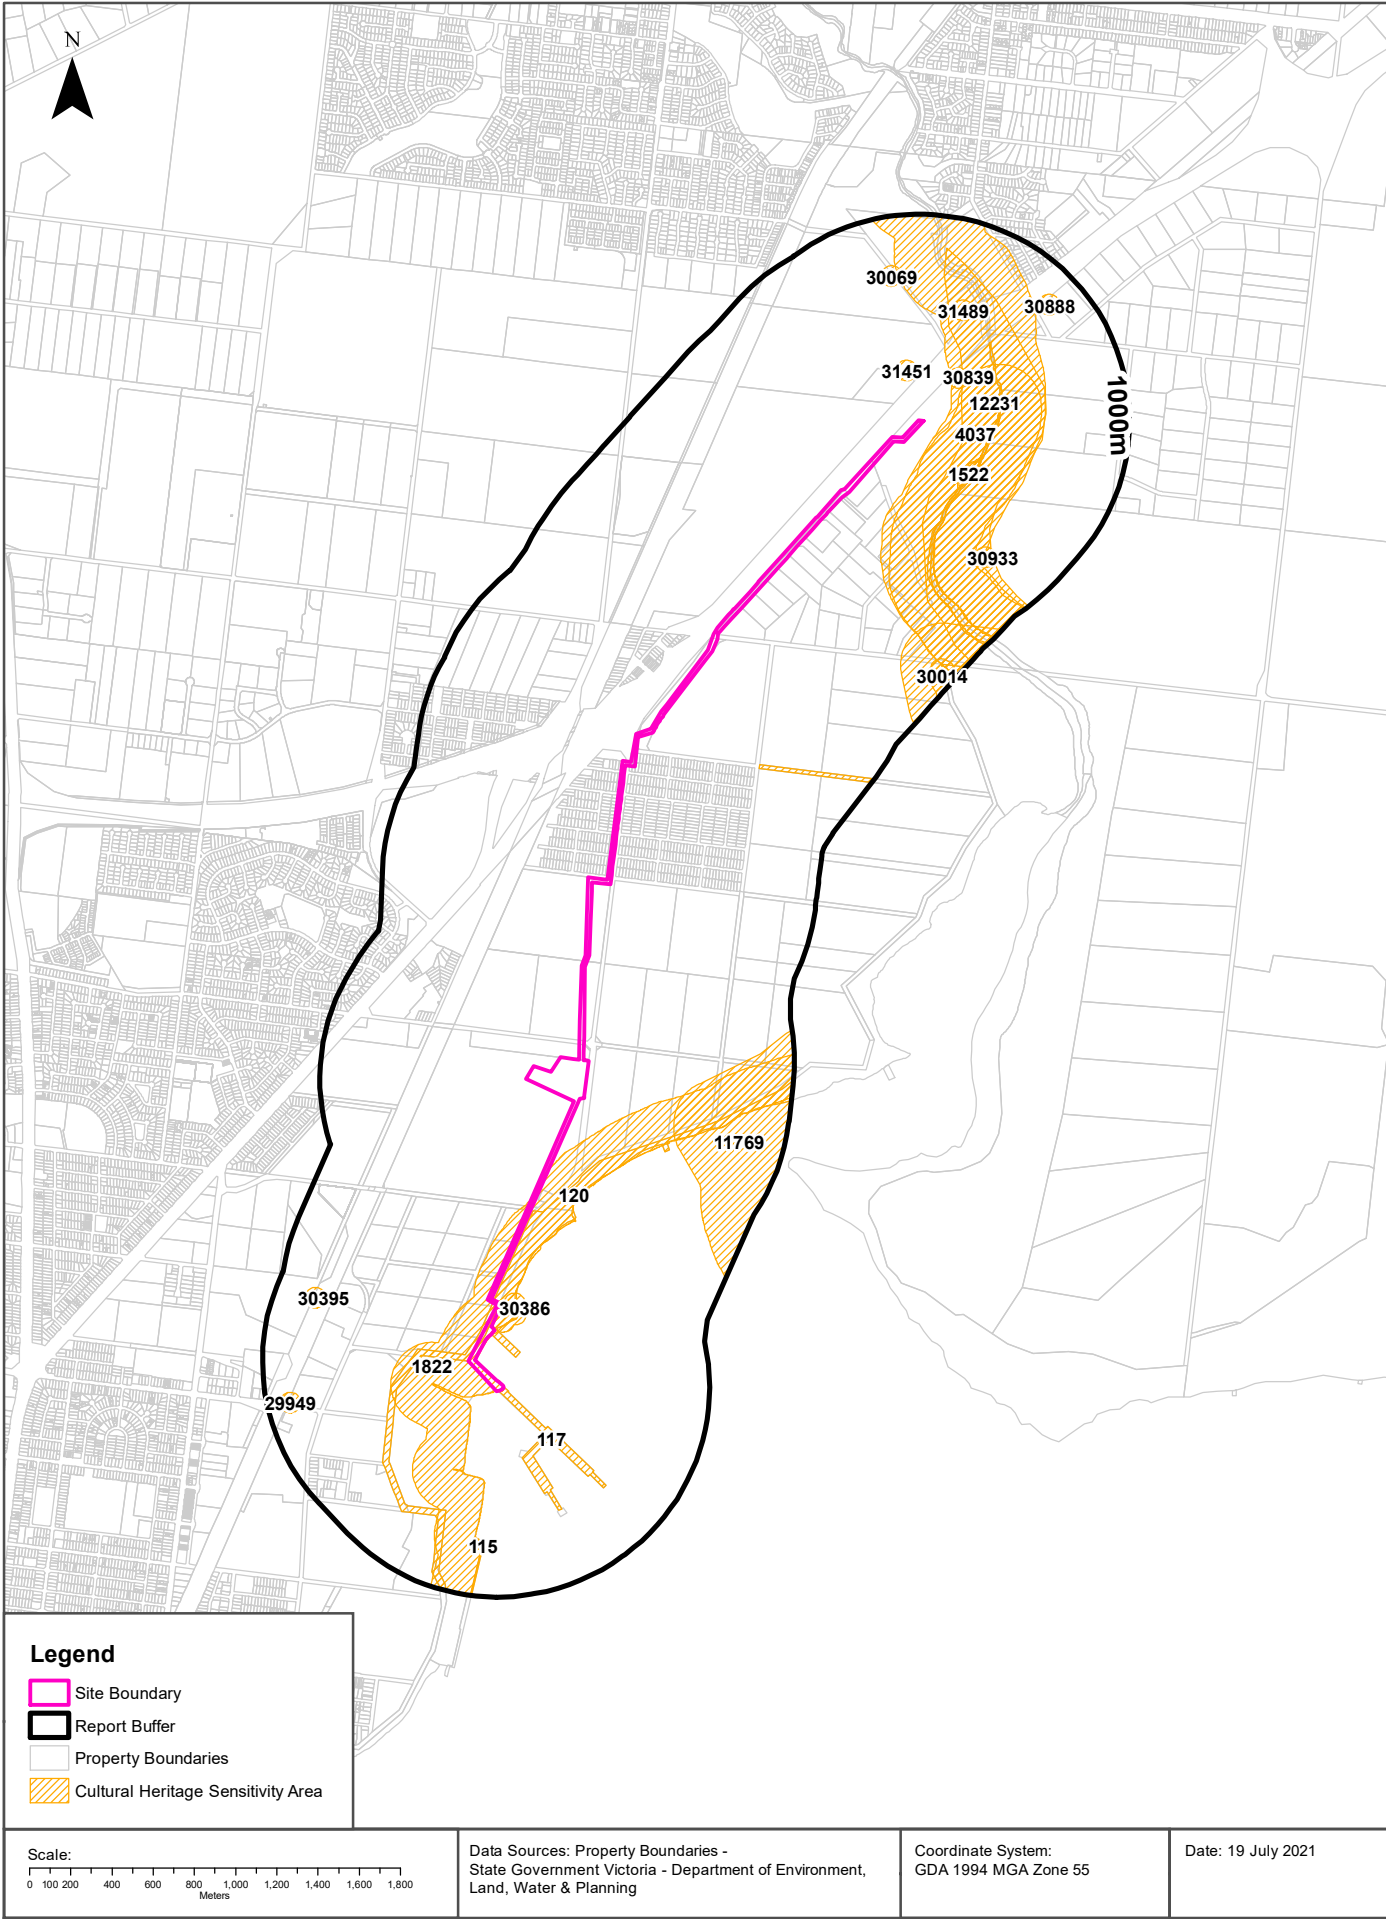 N
30069
31489
30888
31451
30839
12231
1000m
4037
1522
30933
30014
11769
120
30395
30386
1822
29949
117
115
Legend
Site Boundary
Report Buffer
Property Boundaries
Cultural Heritage Sensitivity Area
Scale:
0 100 200 400 600 800 1,000 1,200 1,400 1,600 1,800
Meters
Data Sources: Property Boundaries -
State Government Victoria - Department of Environment,
Land, Water & Planning
Coordinate System:
GDA 1994 MGA Zone 55
Date: 19 July 2021